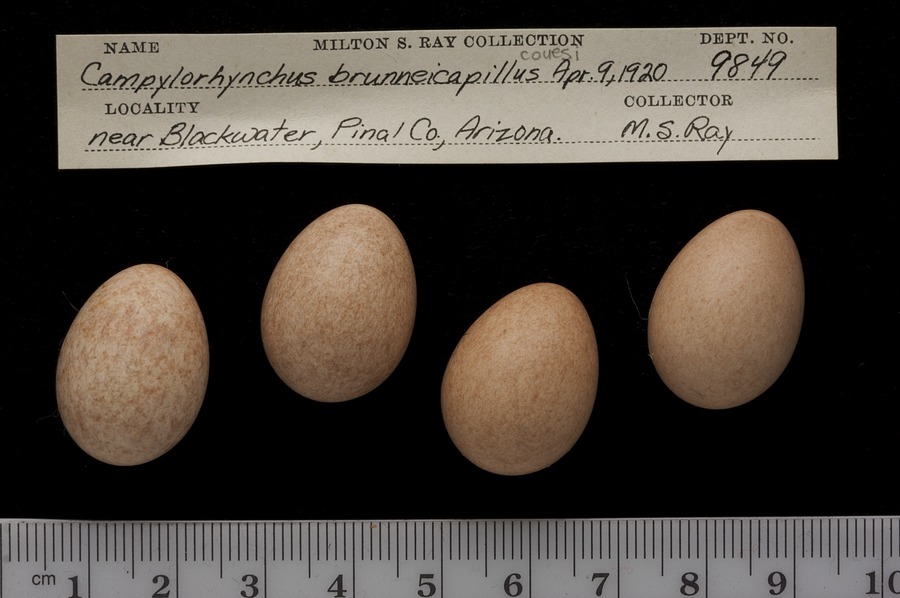 NAME MILTON S. RAY COLLECTION DEPT. NO.
couesi
Campylorhynchus brunneicapillus Apr. 9, 1920 9849
LOCALITY COLLECTOR
near Blackwater, Pinal Co., Arizona. M. S. Ray
cm 1 2 3 4 5 6 7 8 9 10